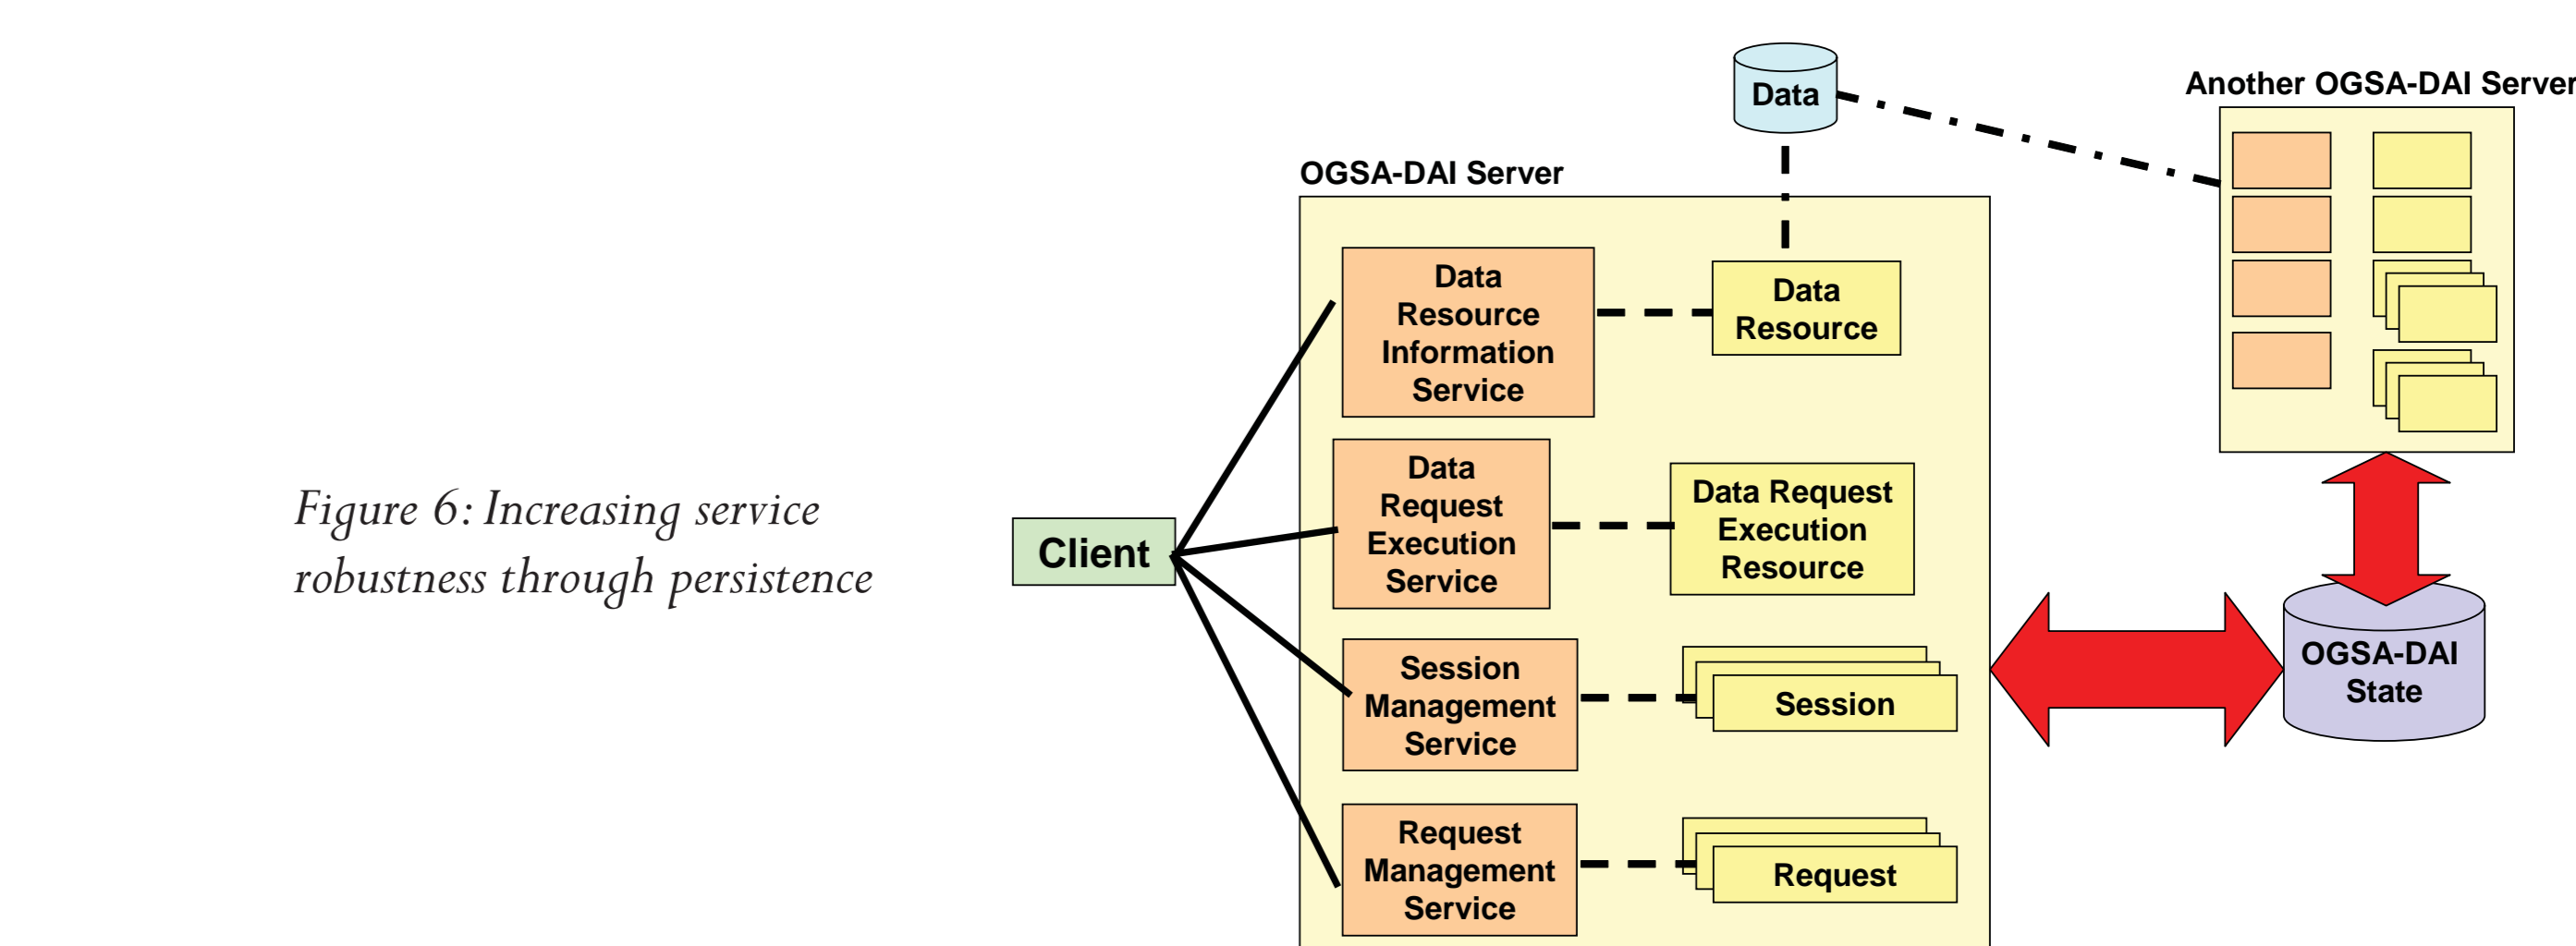 Figure 6: Increasing service
robustness through persistence
Client
OGSA-DAI Server
Data
Another OGSA-DAI Server
Data
Resource
Information
Service
Data
Resource
Data
Request
Execution
Service
Data Request
Execution
Resource
Session
Management
Service
Session
Request
Management
Service
Request
OGSA-DAI
State